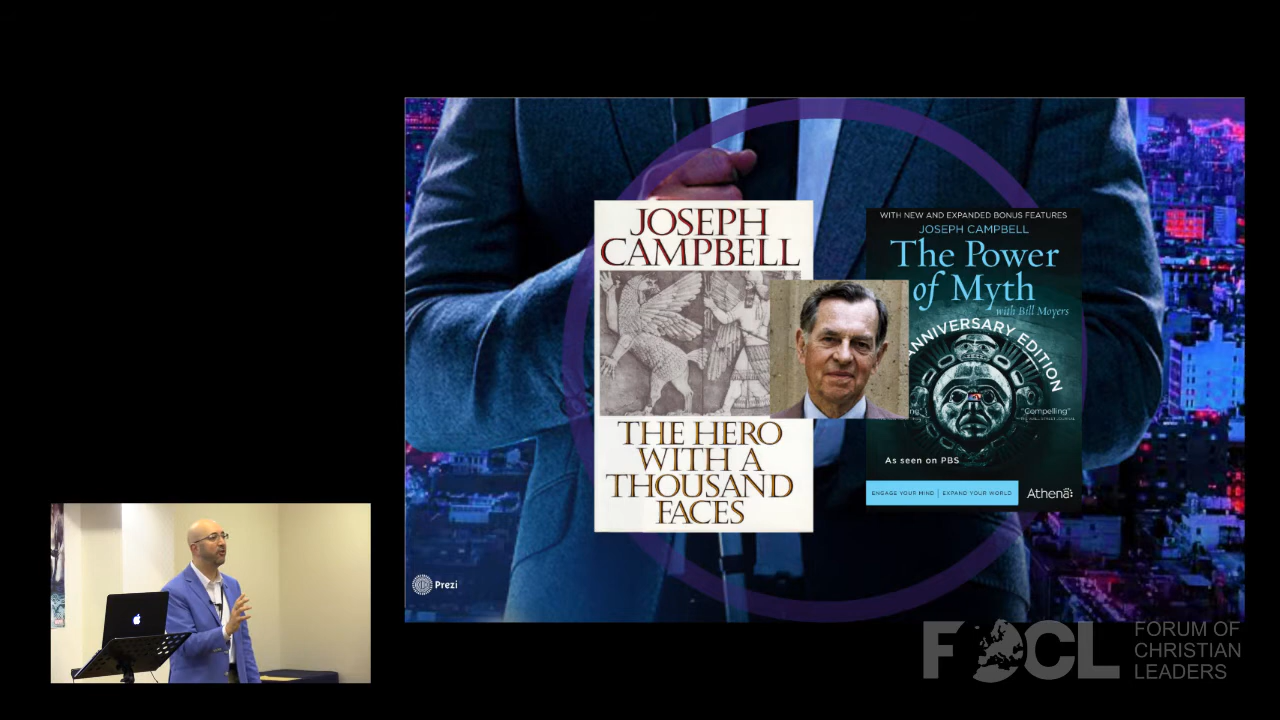 JOSEPH
CAMPBELL
THE HERO
WITH A
THOUSAND
FACES
WITH NEW AND EXPANDED BONUS FEATURES
JOSEPH CAMPBELL
The Power
of Myth
with Bill Moyers
ANNIVERSARY EDITION
"Compelling"
As seen on PBS
ENGAGE YOUR MIND | EXPAND YOUR WORLD
Athena
Prezi
FOCL
FORUM OF
CHRISTIAN
LEADERS